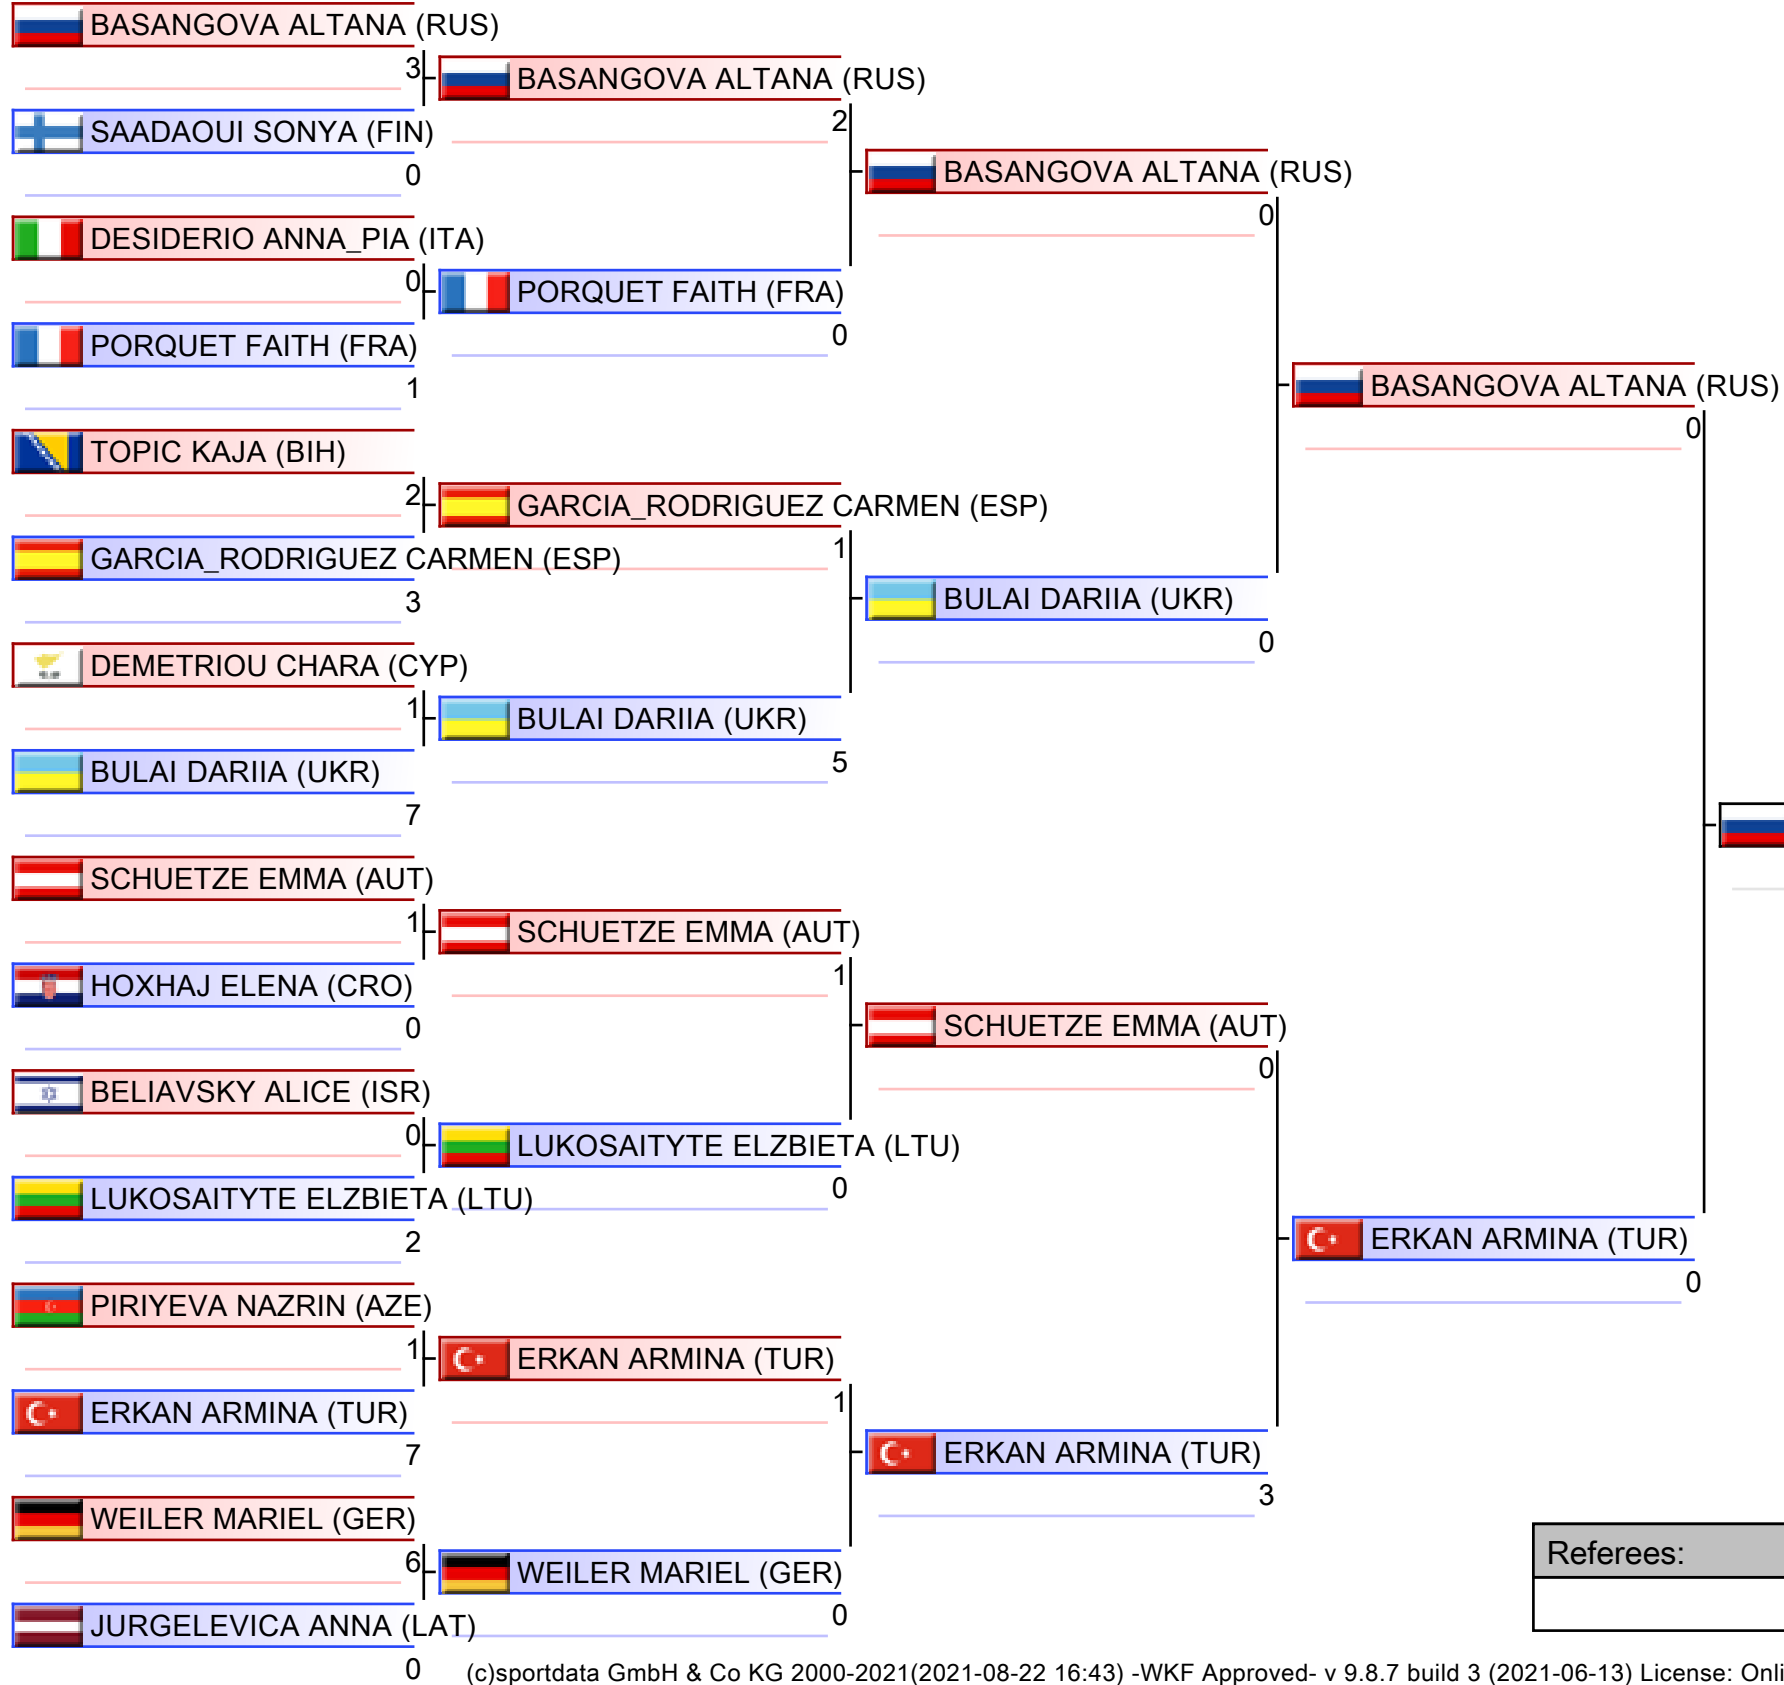 BASANGOVA ALTANA (RUS)
3
SAADAOUI SONYA (FIN)
0
DESIDERIO ANNA_PIA (ITA)
0
PORQUET FAITH (FRA)
1
TOPIC KAJA (BIH)
2
GARCIA_RODRIGUEZ CARMEN (ESP)
3
DEMETRIOU CHARA (CYP)
1
BULAI DARIIA (UKR)
7
SCHUETZE EMMA (AUT)
1
HOXHAJ ELENA (CRO)
0
BELIAVSKY ALICE (ISR)
0
LUKOSAITYTE ELZBIETA (LTU)
2
PIRIYEVA NAZRIN (AZE)
1
ERKAN ARMINA (TUR)
7
WEILER MARIEL (GER)
6
JURGELEVICA ANNA (LAT)
0
BASANGOVA ALTANA (RUS)
2
PORQUET FAITH (FRA)
0
GARCIA_RODRIGUEZ CARMEN (ESP)
1
BULAI DARIIA (UKR)
5
SCHUETZE EMMA (AUT)
1
LUKOSAITYTE ELZBIETA (LTU)
0
ERKAN ARMINA (TUR)
1
WEILER MARIEL (GER)
0
BASANGOVA ALTANA (RUS)
0
BULAI DARIIA (UKR)
0
SCHUETZE EMMA (AUT)
0
ERKAN ARMINA (TUR)
3
BASANGOVA ALTANA (RUS)
0
ERKAN ARMINA (TUR)
0
Referees:
(c)sportdata GmbH & Co KG 2000-2021(2021-08-22 16:43) -WKF Approved- v 9.8.7 build 3 (2021-06-13) License: Onli